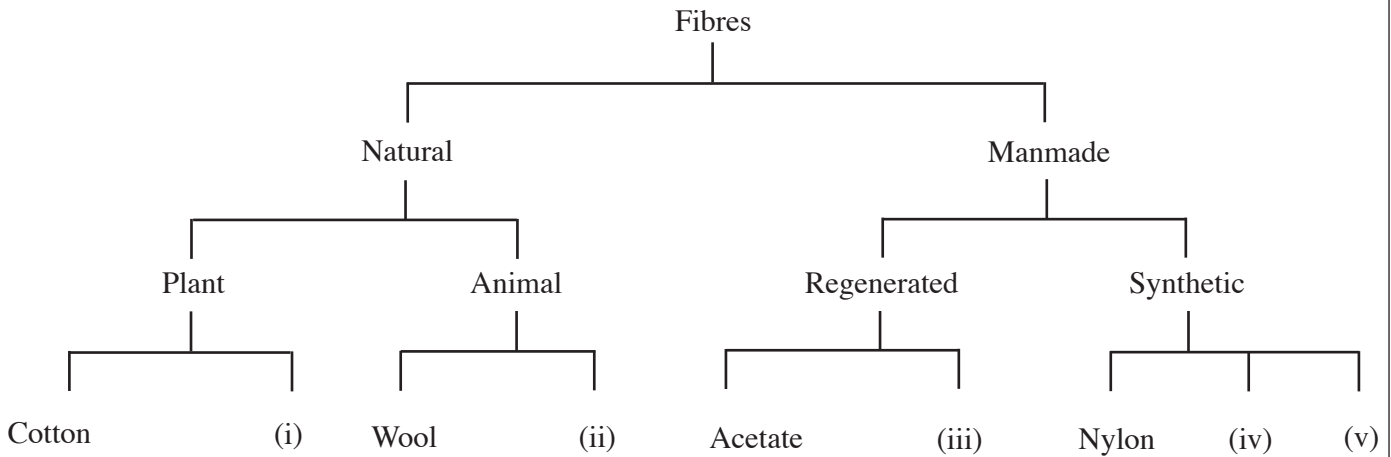 Fibres
Natural Manmade
Plant Animal Regenerated Synthetic
Cotton (i) Wool (ii) Acetate (iii) Nylon (iv) (v)